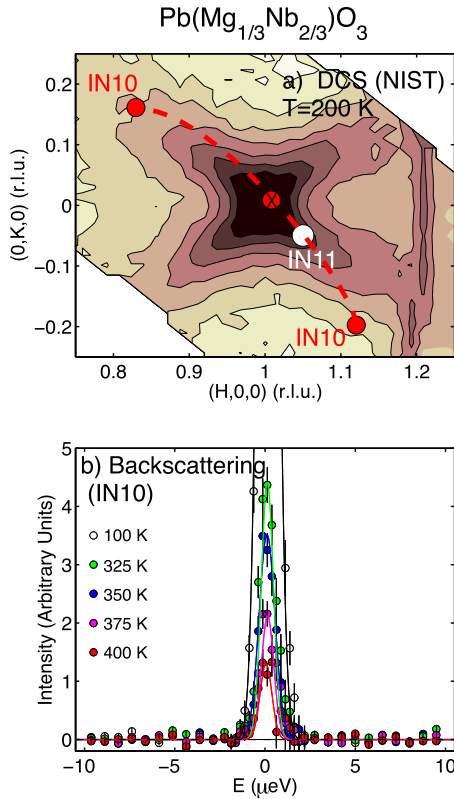 Pb(Mg1/3Nb2/3)O3
a) DCS (NIST)
T=200 K
IN10
IN11
IN10
0.2
0.1
0
−0.1
−0.2
(0,K,0) (r.l.u.)
0.8 0.9 1 1.1 1.2
(H,0,0) (r.l.u.)
b) Backscattering
(IN10)
100 K
325 K
350 K
375 K
400 K
5
4
3
2
1
0
Intensity (Arbitrary Units)
−10 −5 0 5 10
E (μeV)